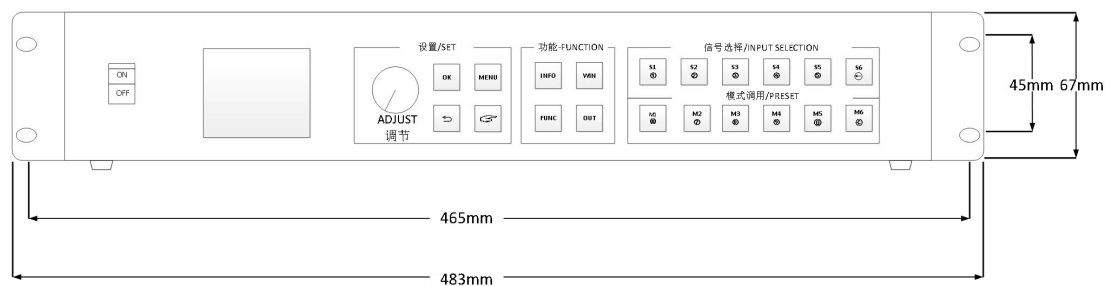 设置/SET
功能-FUNCTION
信号选择/INPUT SELECTION
ON
OFF
OK
MENU
INFO
WIN
S1
S2
S3
S4
S5
S6
ADJUST
调节
FUNC
OUT
模式调用/PRESET
M1
M2
M3
M4
M5
M6
45mm
67mm
465mm
483mm